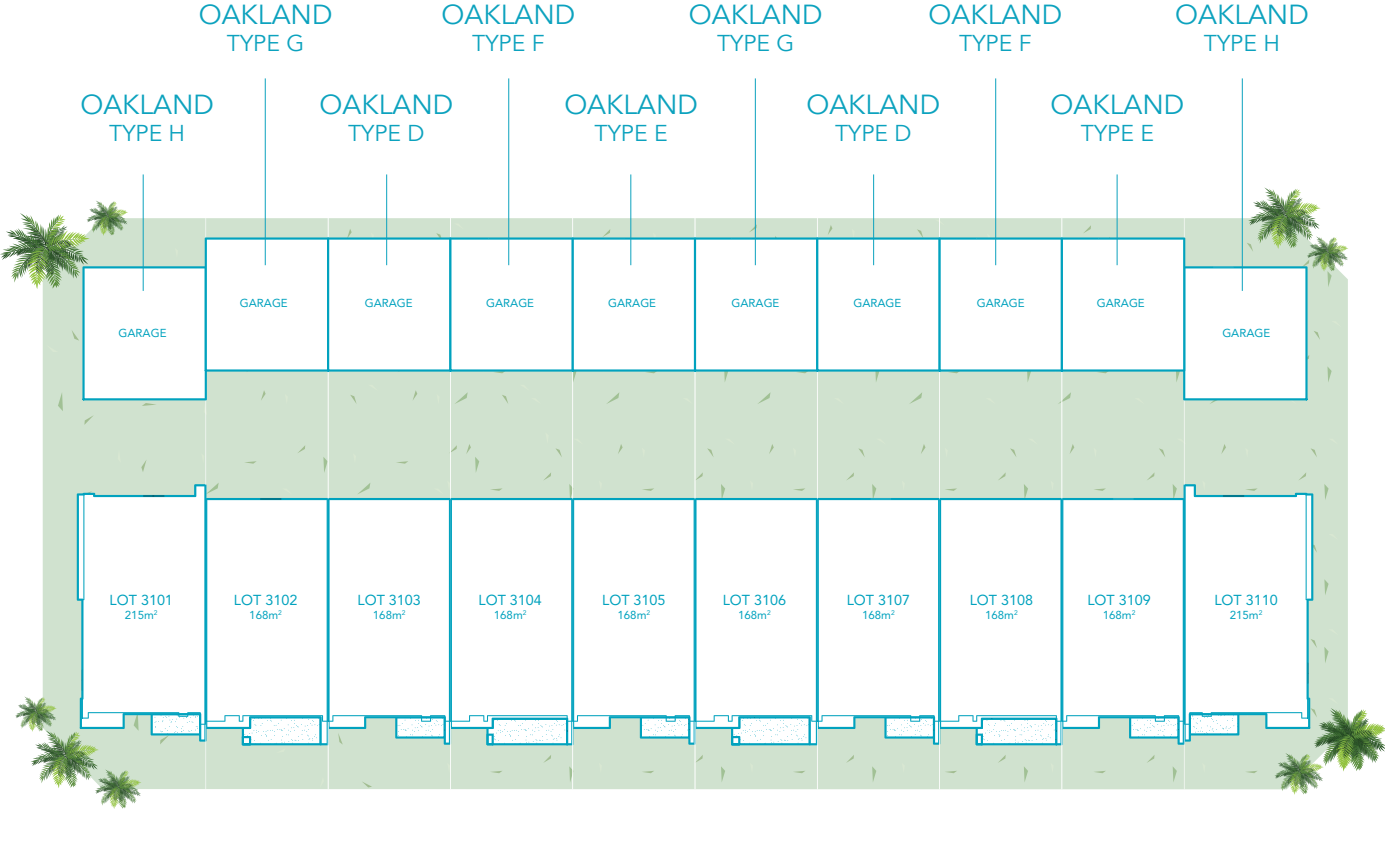 OAKLAND
TYPE G
OAKLAND
TYPE F
OAKLAND
TYPE G
OAKLAND
TYPE F
OAKLAND
TYPE H
OAKLAND
TYPE H
OAKLAND
TYPE D
OAKLAND
TYPE E
OAKLAND
TYPE D
OAKLAND
TYPE E
GARAGE
GARAGE
GARAGE
GARAGE
GARAGE
GARAGE
GARAGE
GARAGE
GARAGE
GARAGE
LOT 3101
215m²
LOT 3102
168m²
LOT 3103
168m²
LOT 3104
168m²
LOT 3105
168m²
LOT 3106
168m²
LOT 3107
168m²
LOT 3108
168m²
LOT 3109
168m²
LOT 3110
215m²